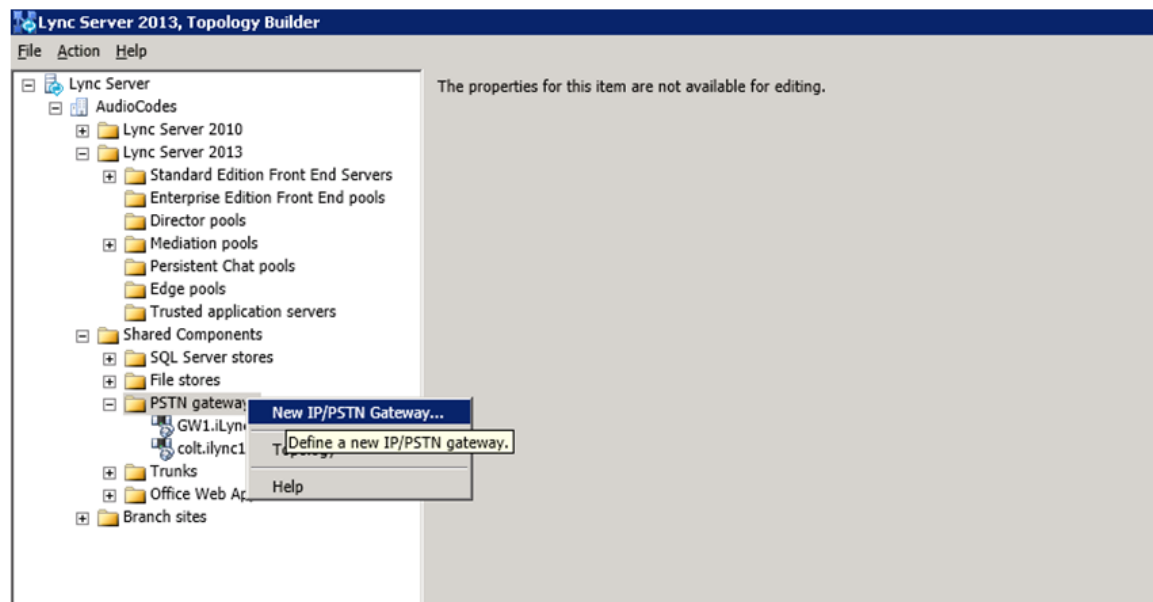 Lync Server 2013, Topology Builder
File Action Help
Lync Server
The properties for this item are not available for editing.
AudioCodes
Lync Server 2010
Lync Server 2013
Standard Edition Front End Servers
Enterprise Edition Front End pools
Director pools
Mediation pools
Persistent Chat pools
Edge pools
Trusted application servers
Shared Components
SQL Server stores
File stores
PSTN
New IP/PSTN Gateway...
Define a new IP/PSTN gateway.
Topology
Help
Trunks
Office Web
Branch sites